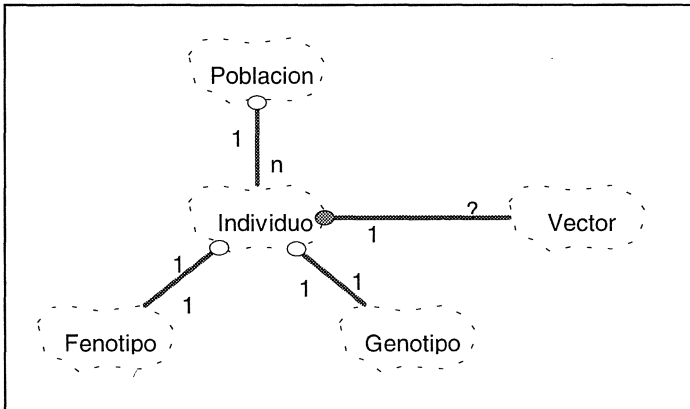 Poblacion
1
n
Individuo
?
1
Vector
1
1
1
1
Fenotipo
Genotipo